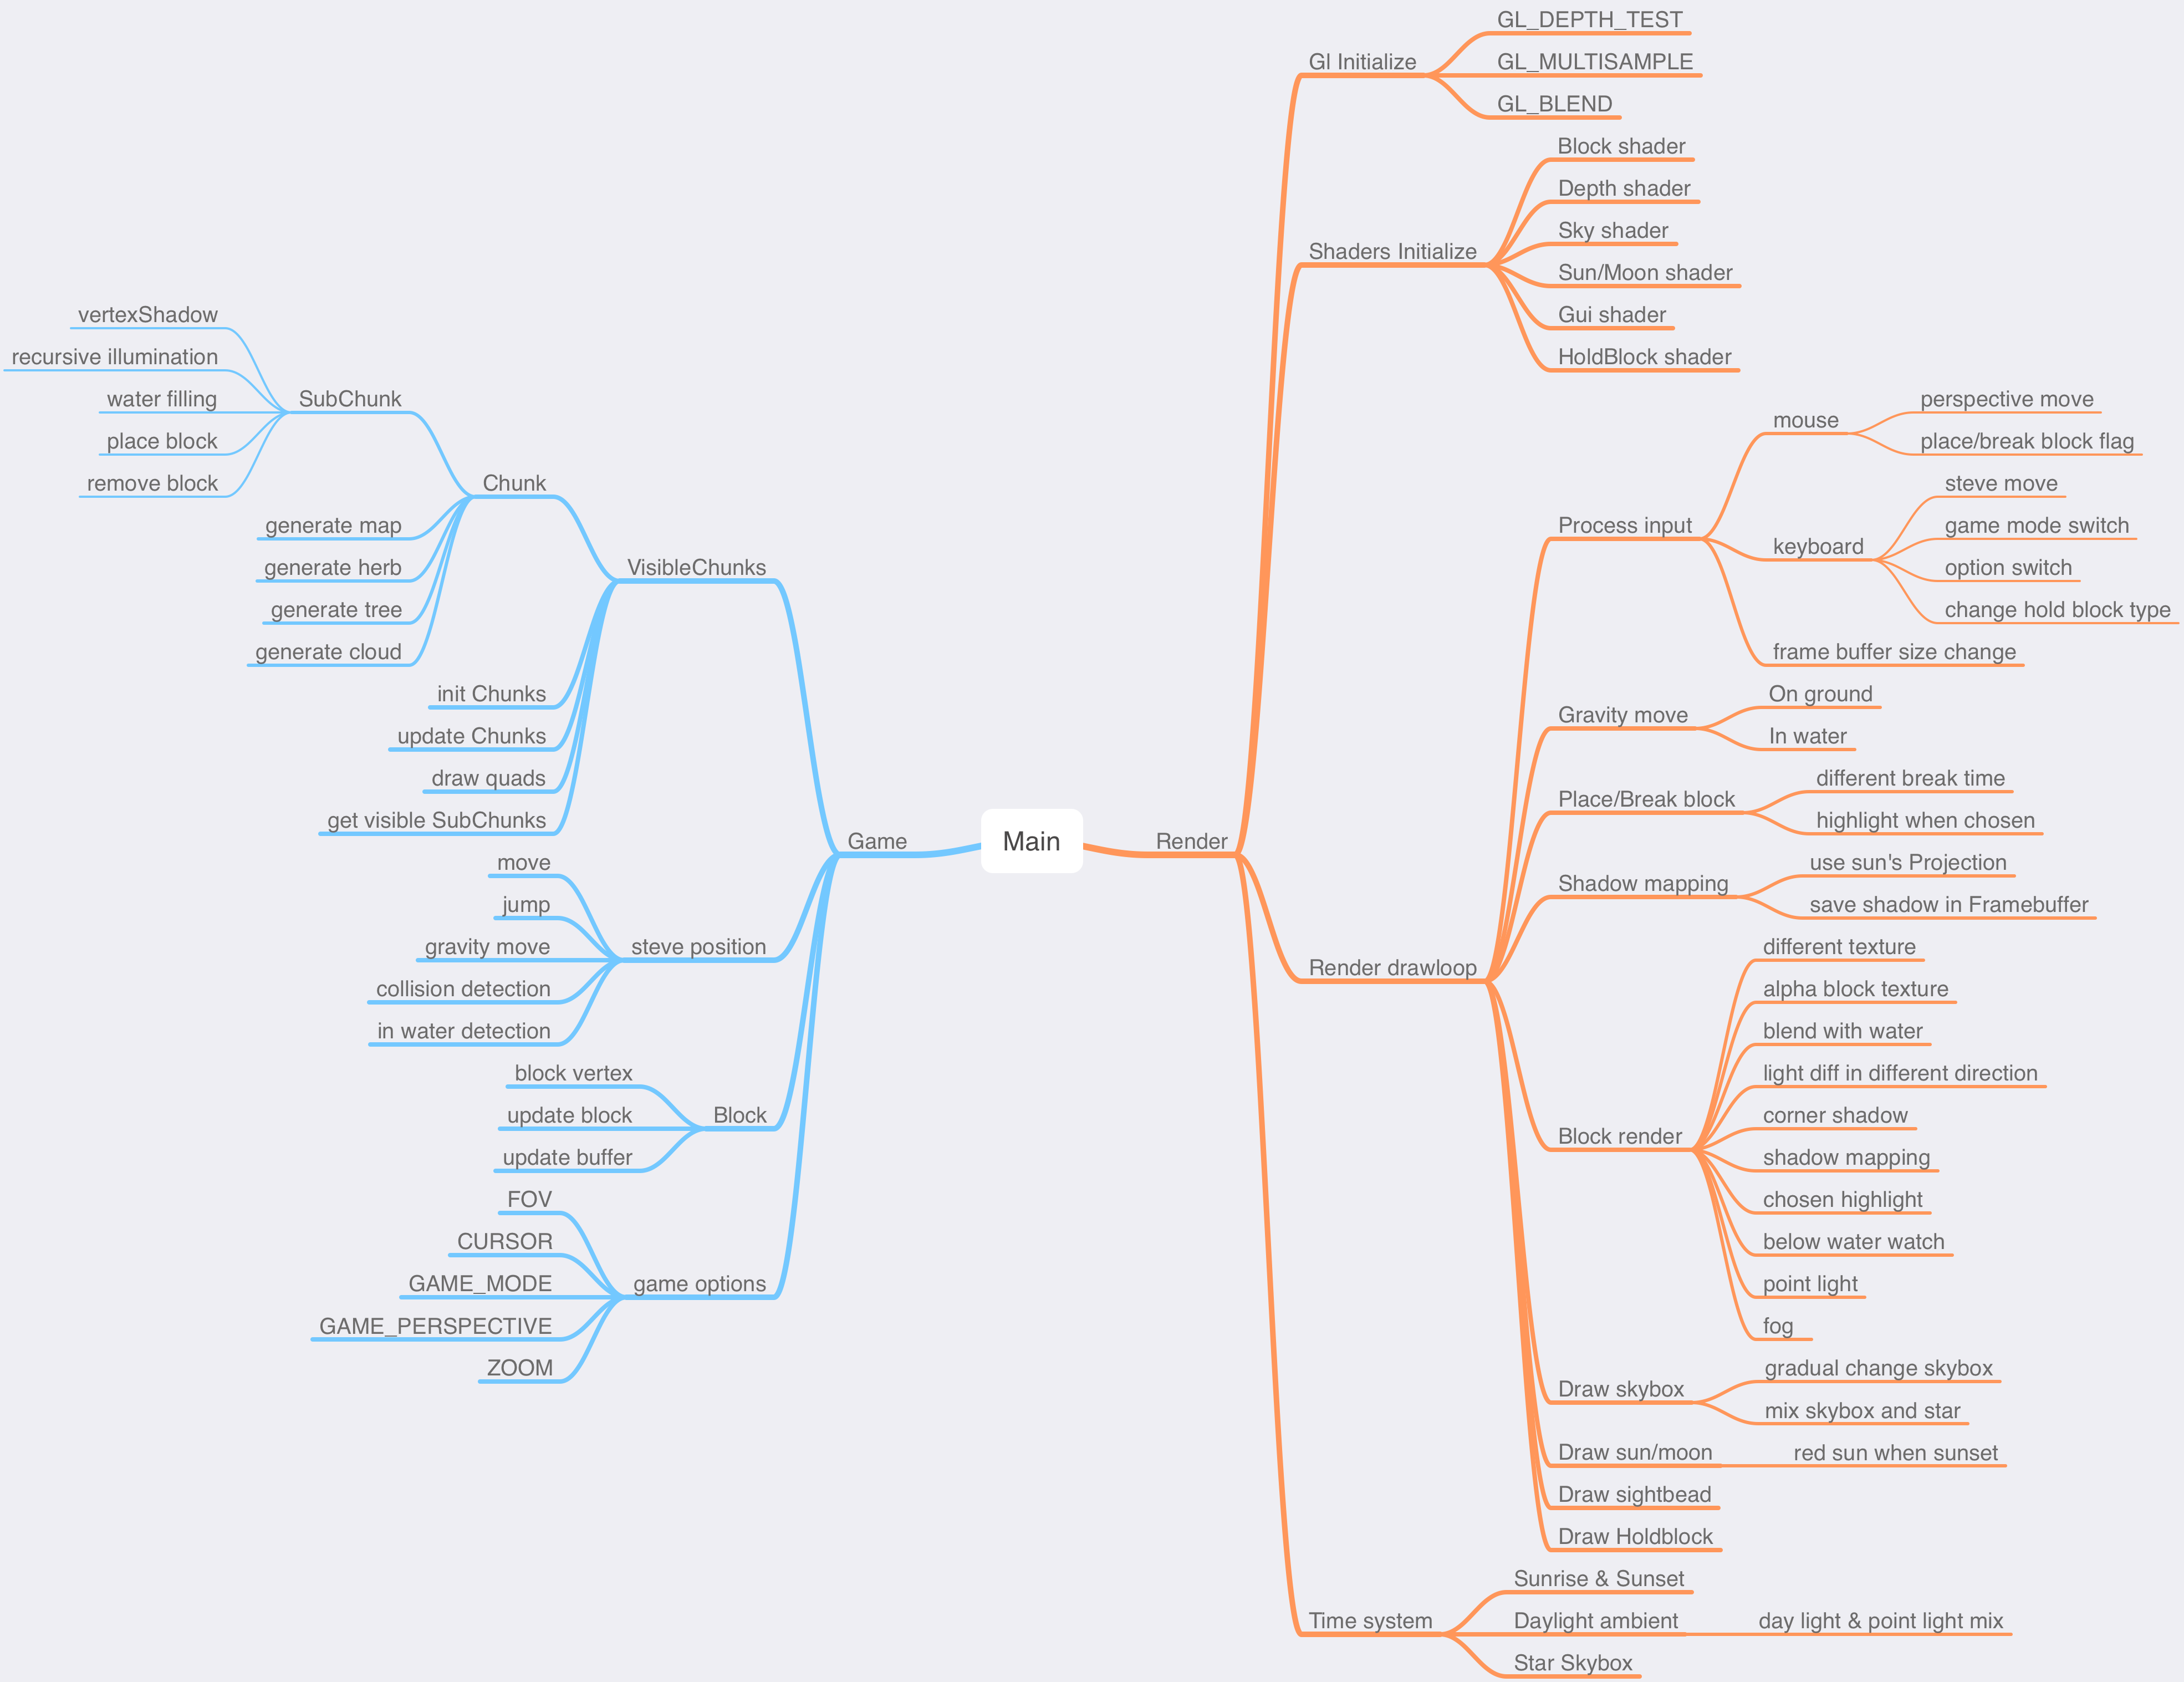 Main
Game
VisibleChunks
Chunk
SubChunk
vertexShadow
recursive illumination
water filling
place block
remove block
generate map
generate herb
generate tree
generate cloud
init Chunks
update Chunks
draw quads
get visible SubChunks
steve position
move
jump
gravity move
collision detection
in water detection
Block
block vertex
update block
update buffer
game options
FOV
CURSOR
GAME_MODE
GAME_PERSPECTIVE
ZOOM
Render
Gl Initialize
GL_DEPTH_TEST
GL_MULTISAMPLE
GL_BLEND
Shaders Initialize
Block shader
Depth shader
Sky shader
Sun/Moon shader
Gui shader
HoldBlock shader
Render drawloop
Process input
mouse
perspective move
place/break block flag
keyboard
steve move
game mode switch
option switch
change hold block type
frame buffer size change
Gravity move
On ground
In water
Place/Break block
different break time
highlight when chosen
Shadow mapping
use sun's Projection
save shadow in Framebuffer
Block render
different texture
alpha block texture
blend with water
light diff in different direction
corner shadow
shadow mapping
chosen highlight
below water watch
point light
fog
Draw skybox
gradual change skybox
mix skybox and star
Draw sun/moon
red sun when sunset
Draw sightbead
Draw Holdblock
Time system
Sunrise & Sunset
Daylight ambient
day light & point light mix
Star Skybox